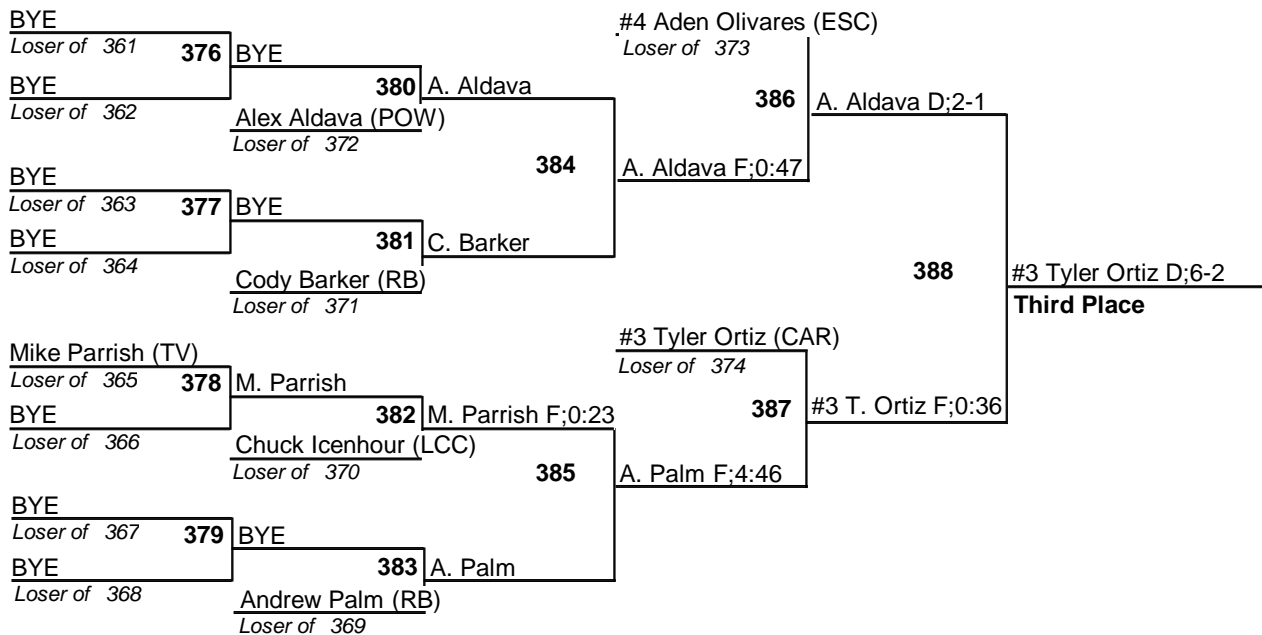 BYE
Loser of 361
376
BYE
BYE
Loser of 362
380
A. Aldava
Alex Aldava (POW)
Loser of 372
384
BYE
Loser of 363
377
BYE
BYE
Loser of 364
381
C. Barker
Cody Barker (RB)
Loser of 371
#4 Aden Olivares (ESC)
Loser of 373
386
A. Aldava D;2-1
A. Aldava F;0:47
388
#3 Tyler Ortiz D;6-2
Third Place
Mike Parrish (TV)
Loser of 365
378
M. Parrish
BYE
Loser of 366
382
M. Parrish F;0:23
Chuck Icenhour (LCC)
Loser of 370
385
BYE
Loser of 367
379
BYE
BYE
Loser of 368
383
A. Palm
Andrew Palm (RB)
Loser of 369
#3 Tyler Ortiz (CAR)
Loser of 374
387
#3 T. Ortiz F;0:36
A. Palm F;4:46